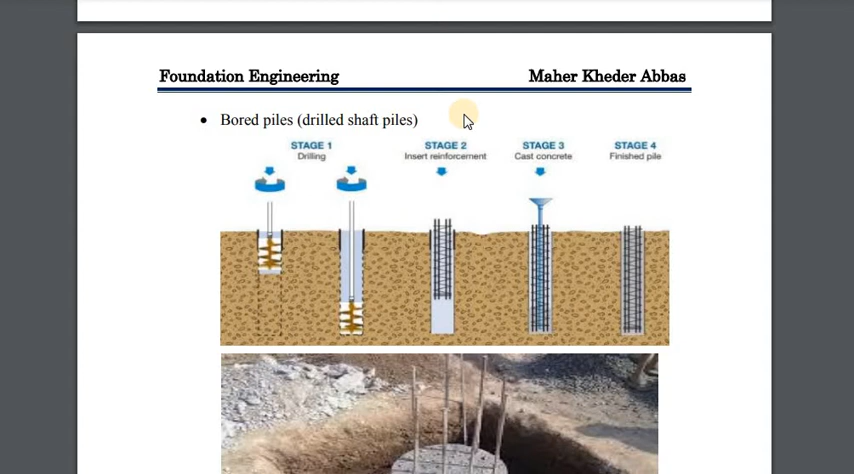 Foundation Engineering Maher Kheder Abbas
• Bored piles (drilled shaft piles)
STAGE 1 STAGE 2 STAGE 3 STAGE 4
Drilling Insert reinforcement Cast concrete Finished pile